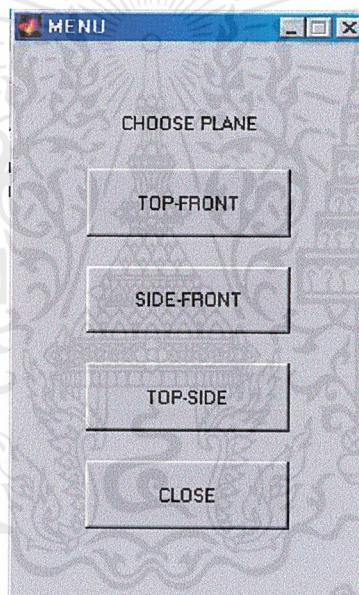 MENU
CHOOSE PLANE
TOP-FRONT
SIDE-FRONT
TOP-SIDE
CLOSE